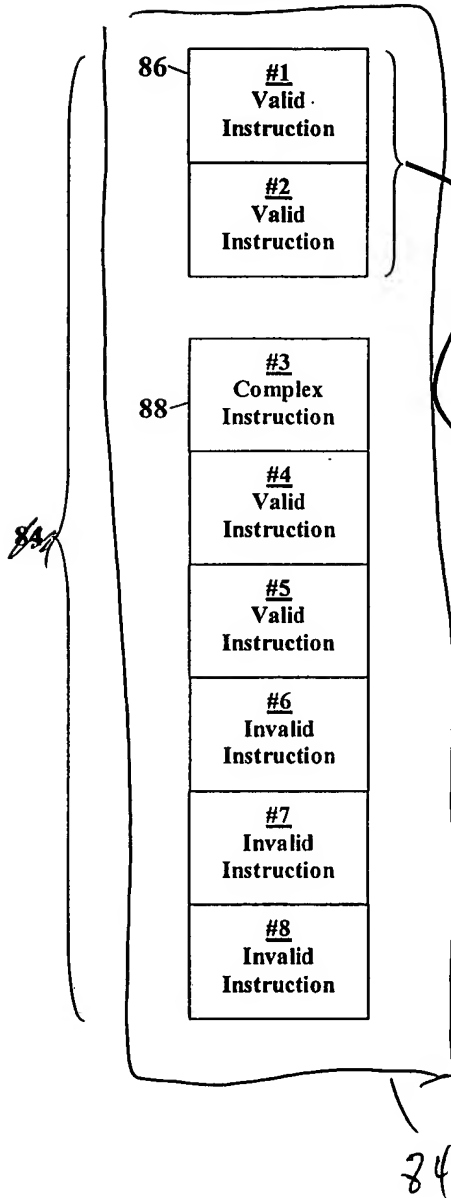 86
#1
Valid
Instruction
#2
Valid
Instruction
88
#3
Complex
Instruction
#4
Valid
Instruction
84
#5
Valid
Instruction
#6
Invalid
Instruction
#7
Invalid
Instruction
#8
Invalid
Instruction
84